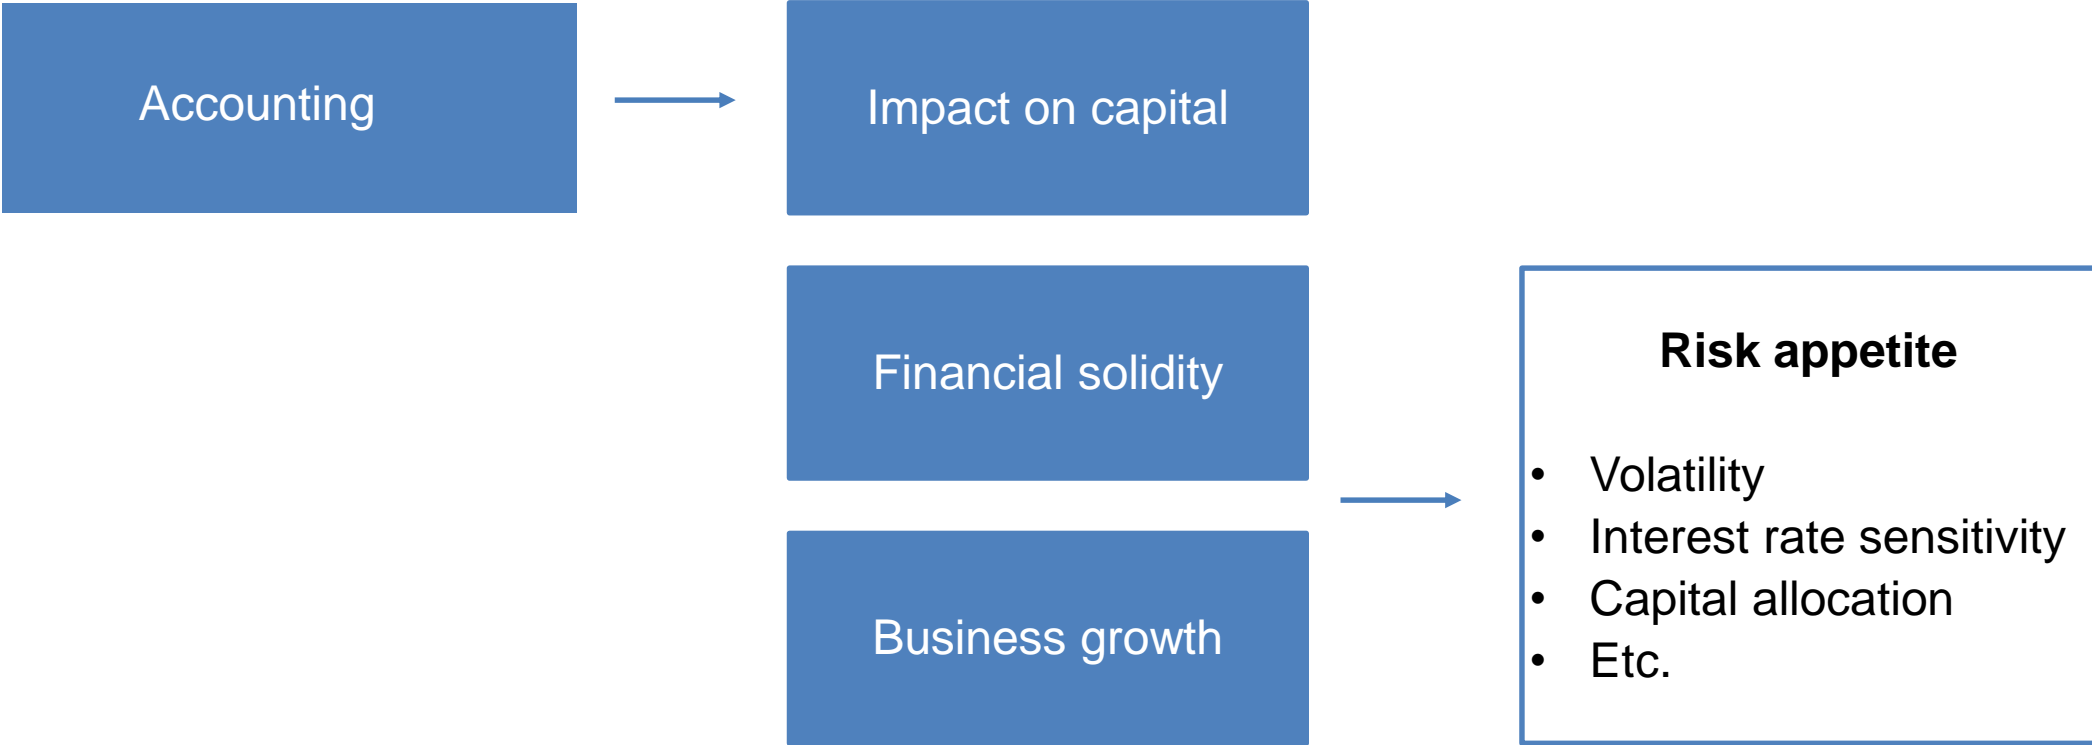 Accounting
Impact on capital
Financial solidity
Business growth
Risk appetite
• Volatility
• Interest rate sensitivity
• Capital allocation
• Etc.